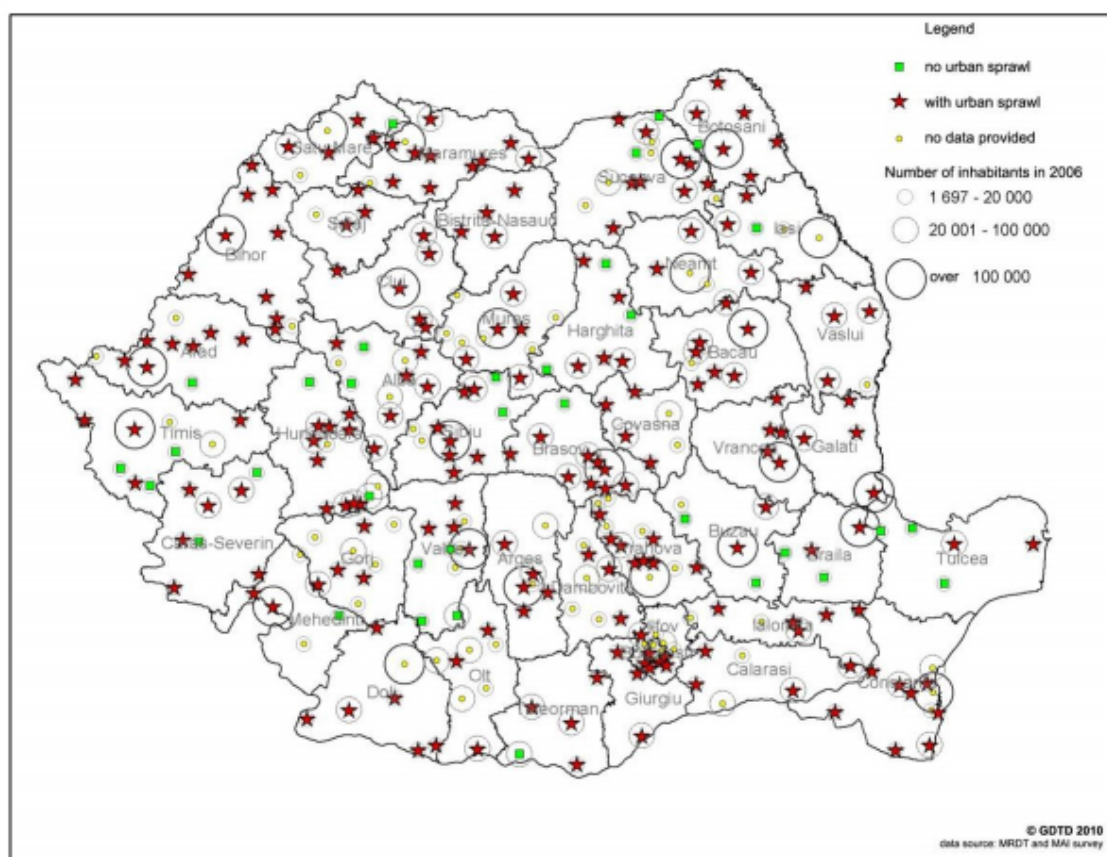 Legend
no urban sprawl
with urban sprawl
no data provided
Number of inhabitants in 2006
1 697 - 20 000
20 001 - 100 000
over 100 000
Botosani
Satu Mare
Maramures
Suceava
Bistrita-Nasaud
Salaj
Iasi
Bihor
Neamt
Cluj
Mures
Harghita
Vaslui
Bacau
Arad
Alba
Covasna
Timis
Hunedoara
Sibiu
Brasov
Vrancea
Galati
Buzau
Caras-Severin
Gorj
Valcea
Arges
Prahova
Braila
Tulcea
Dambovita
Mehedinti
Ilfov
Ialomita
Calarasi
Olt
Constanta
Dolj
Giurgiu
Teleorman
© GDTD 2010
data source: MRDT and MAI survey